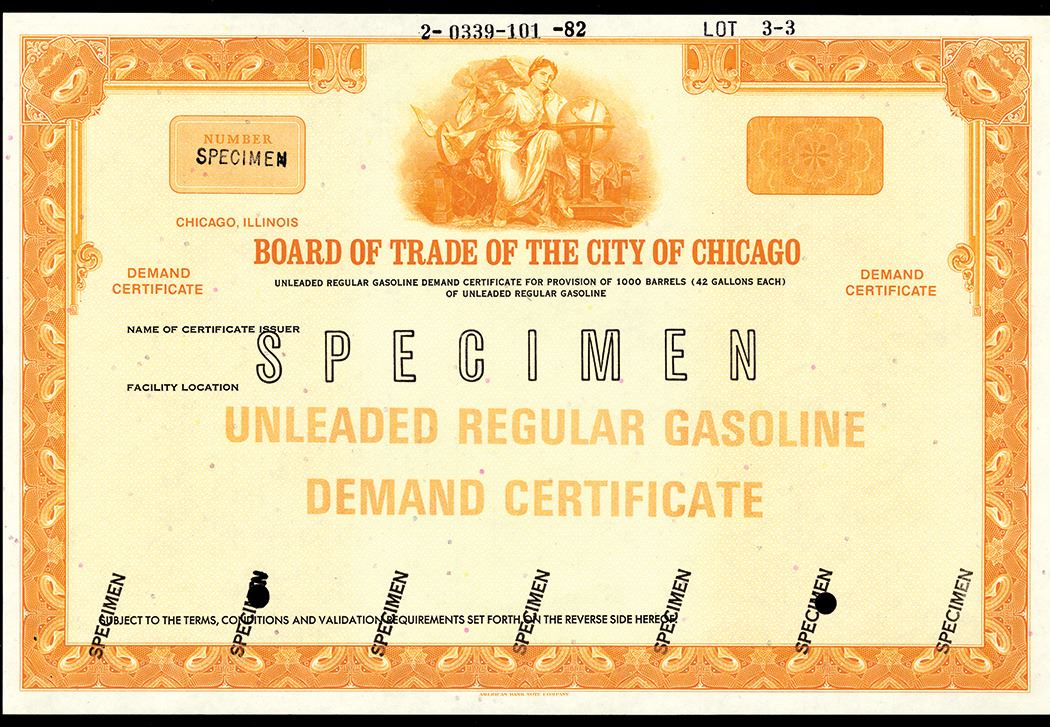 2- 0339-101 -82 LOT 3-3
NUMBER
SPECIMEN
CHICAGO, ILLINOIS
BOARD OF TRADE OF THE CITY OF CHICAGO
DEMAND
CERTIFICATE
UNLEADED REGULAR GASOLINE DEMAND CERTIFICATE FOR PROVISION OF 1000 BARRELS (42 GALLONS EACH)
OF UNLEADED REGULAR GASOLINE
DEMAND
CERTIFICATE
NAME OF CERTIFICATE ISSUER
SPECIMEN
FACILITY LOCATION
UNLEADED REGULAR GASOLINE
DEMAND CERTIFICATE
SPECIMEN
SPECIMEN
SPECIMEN
SPECIMEN
SPECIMEN
SPECIMEN
SPECIMEN
SUBJECT TO THE TERMS, CONDITIONS AND VALIDATION REQUIREMENTS SET FORTH ON THE REVERSE SIDE HEREOF.
AMERICAN BANK NOTE COMPANY